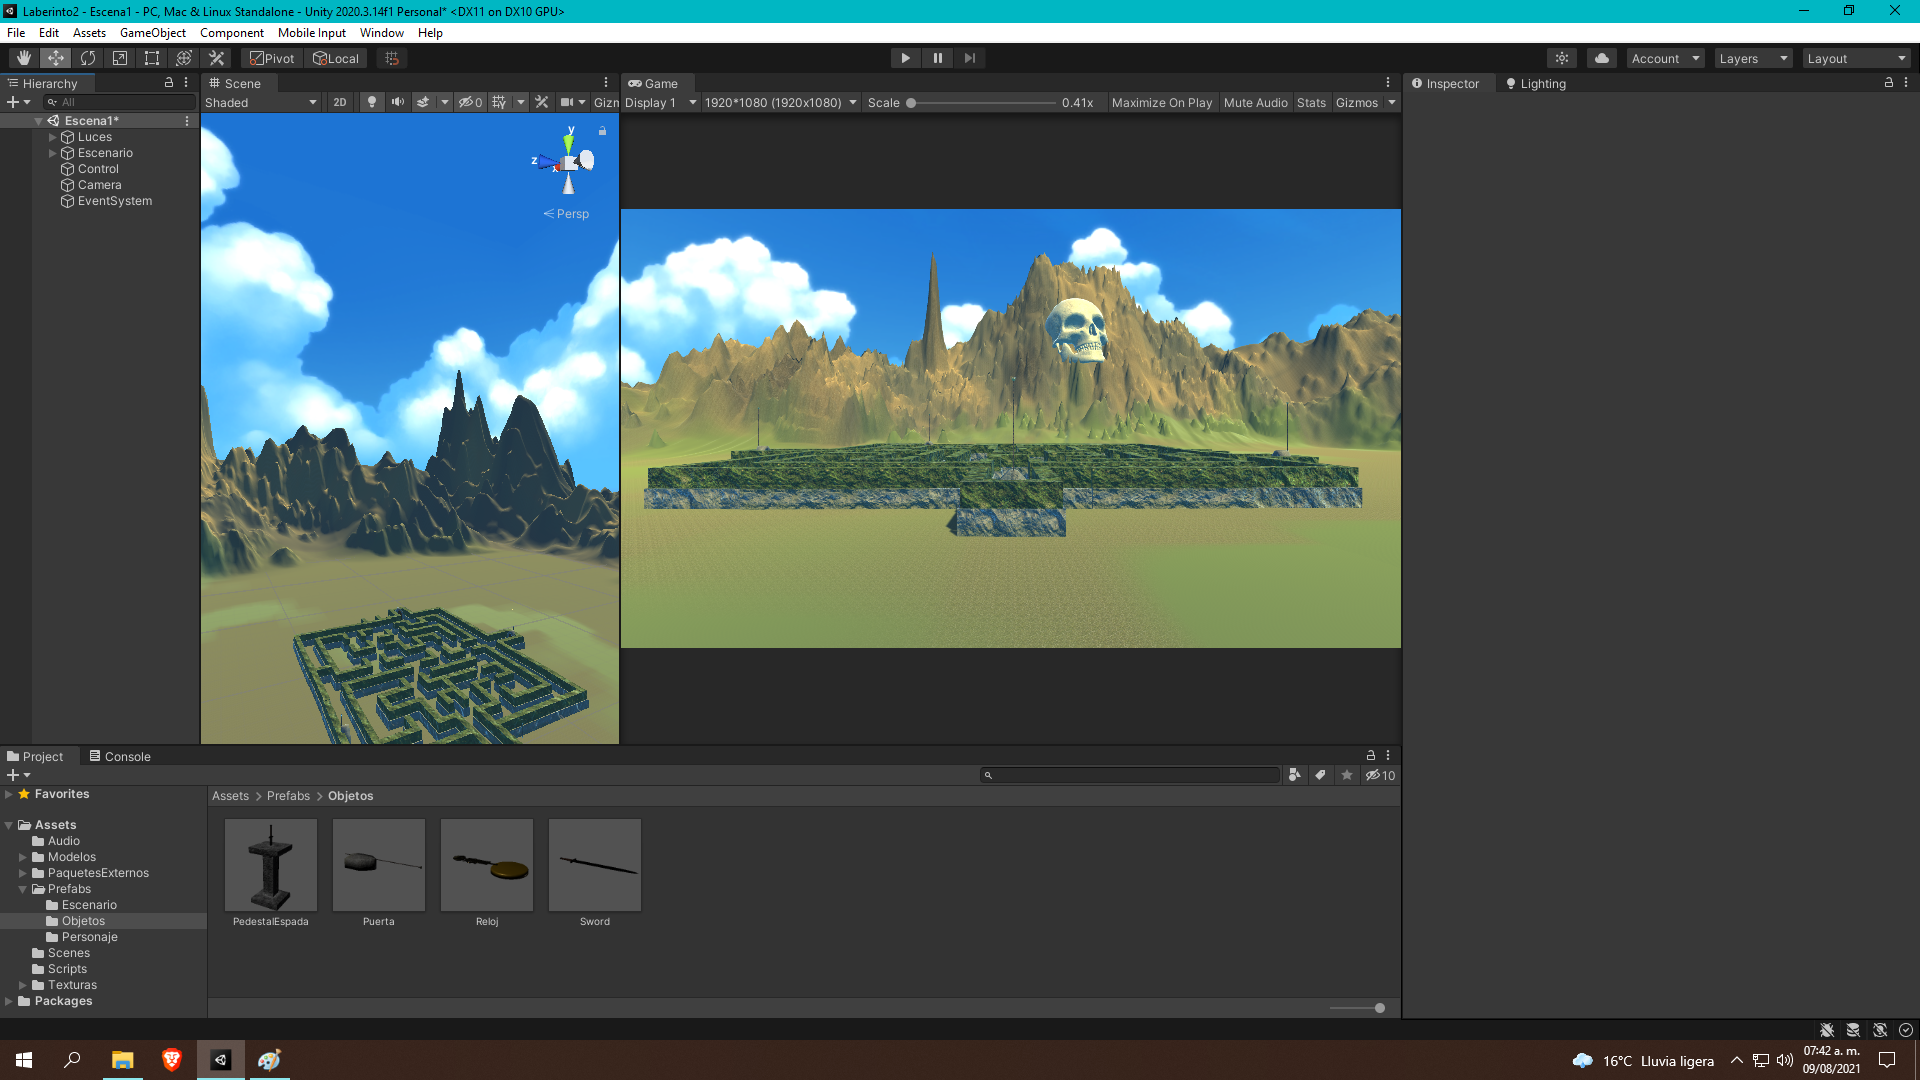 Laberinto2 - Escena1 - PC, Mac & Linux Standalone - Unity 2020.3.14f1 Personal* <DX11 on DX10 GPU>
File Edit Assets GameObject Component Mobile Input Window Help
Pivot Local Account Layers Layout
Hierarchy
All
Escena1*
Luces
Escenario
Control
Camera
EventSystem
Scene
Shaded 2D 0 Gizm
y
z
x
Persp
Game
Display 1 1920*1080 (1920x1080) Scale 0.41x Maximize On Play Mute Audio Stats Gizmos
Inspector Lighting
Project Console
10
Favorites
Assets
Audio
Modelos
PaquetesExternos
Prefabs
Escenario
Objetos
Personaje
Scenes
Scripts
Texturas
Packages
Assets > Prefabs > Objetos
PedestalEspada Puerta Reloj Sword
16°C Lluvia ligera
07:42 a. m.
09/08/2021